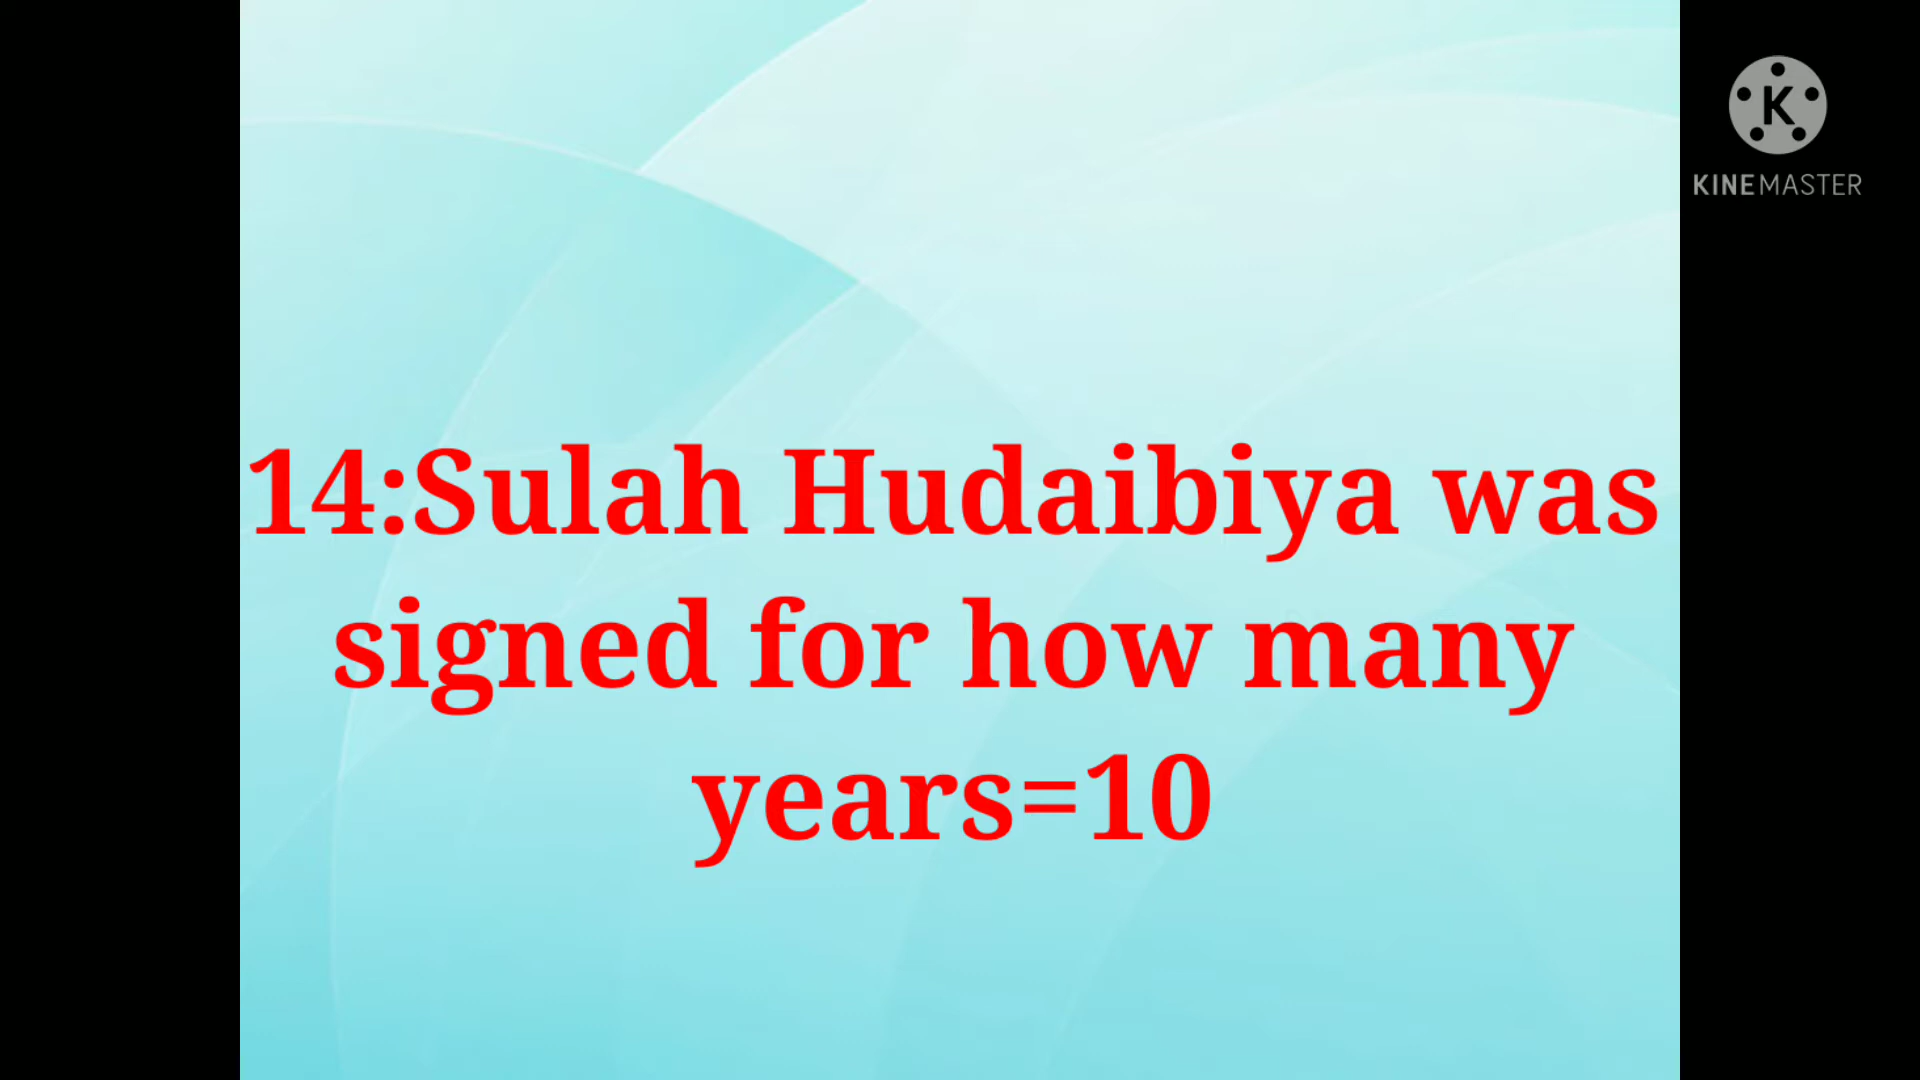 14:Sulah Hudaibiya was
signed for how many
years=10
K
KINEMASTER